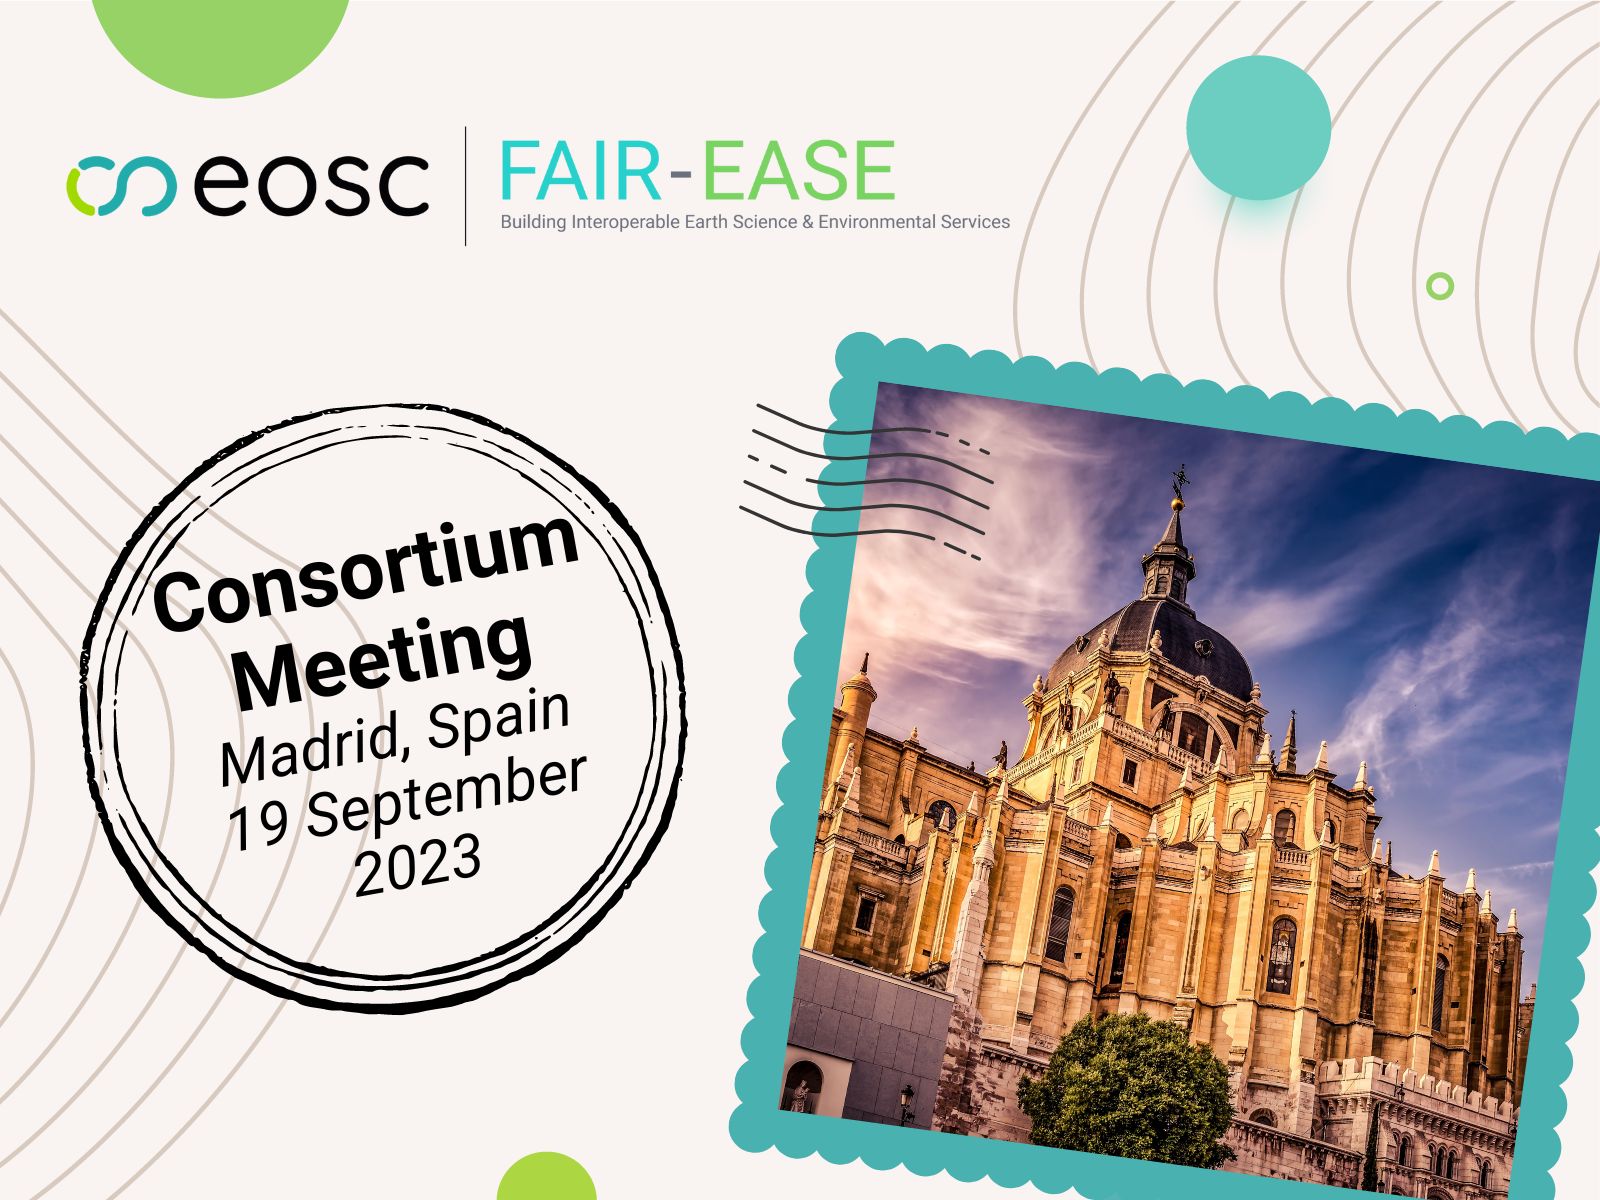 eosc
FAIR-EASE
Building Interoperable Earth Science & Environmental Services
Consortium
Meeting
Madrid, Spain
19 September
2023